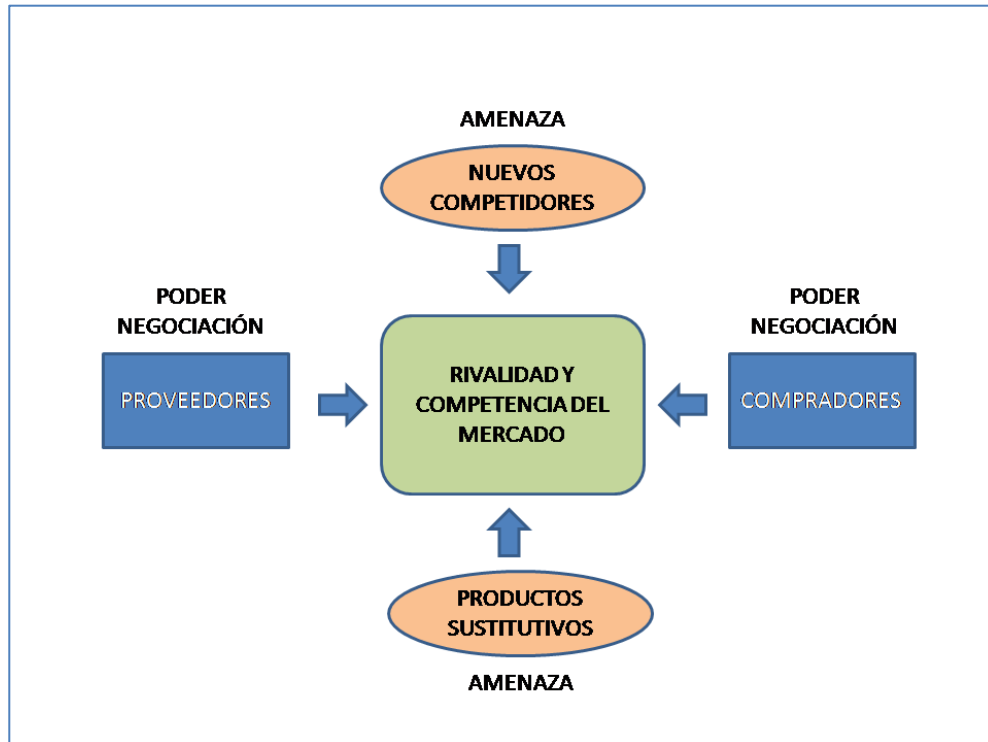 AMENAZA
NUEVOS
COMPETIDORES
PODER
NEGOCIACIÓN
PROVEEDORES
RIVALIDAD Y
COMPETENCIA DEL
MERCADO
PODER
NEGOCIACIÓN
COMPRADORES
PRODUCTOS
SUSTITUTIVOS
AMENAZA